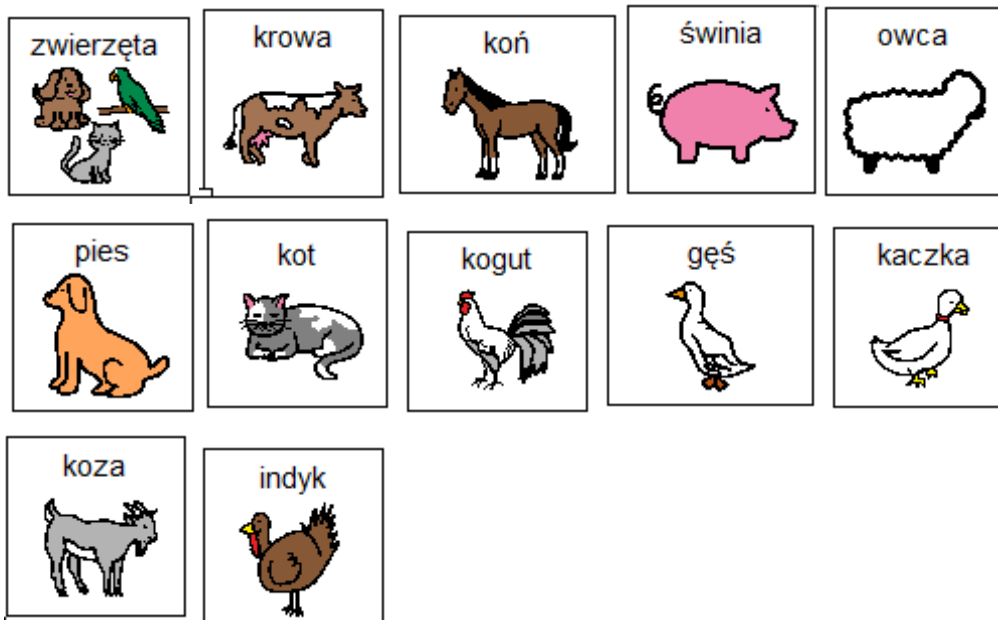 zwierzęta
krowa
koń
świnia
owca
pies
kot
kogut
gęś
kaczka
koza
indyk